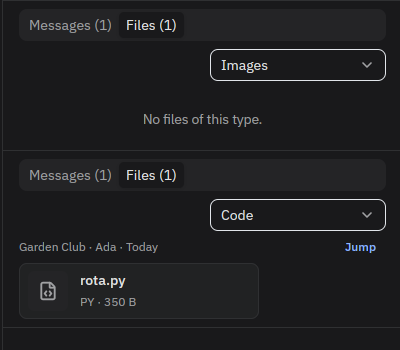 Messages (1) Files (1)
Images
No files of this type.
Messages (1) Files (1)
Code
Garden Club · Ada · Today Jump
rota.py
PY · 350 B